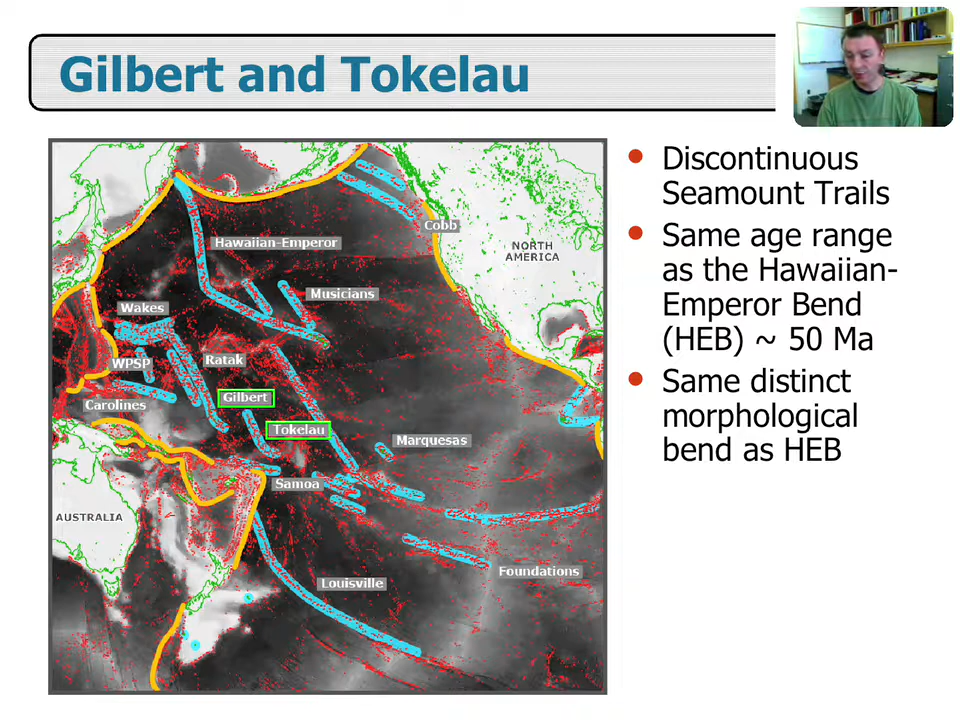 Gilbert and Tokelau
Discontinuous
Seamount Trails
Same age range
as the Hawaiian-
Emperor Bend
(HEB) ~ 50 Ma
Same distinct
morphological
bend as HEB
Cobb
Hawaiian-Emperor
NORTH
AMERICA
Musicians
Wakes
WPSP
Ratak
Carolines
Gilbert
Tokelau
Marquesas
Samoa
AUSTRALIA
Foundations
Louisville